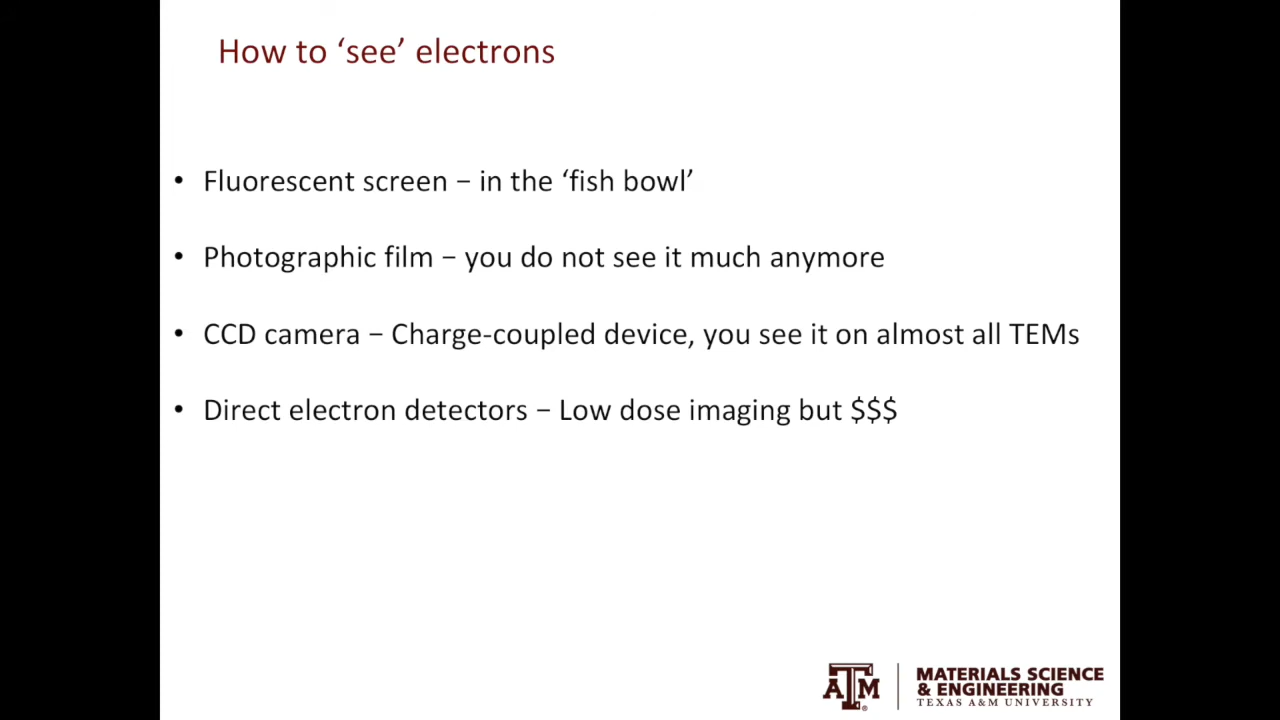 How to ‘see’ electrons
• Fluorescent screen – in the ‘fish bowl’
• Photographic film – you do not see it much anymore
• CCD camera – Charge-coupled device, you see it on almost all TEMs
• Direct electron detectors – Low dose imaging but $$$
ATM ®
MATERIALS SCIENCE
& ENGINEERING
TEXAS A&M UNIVERSITY